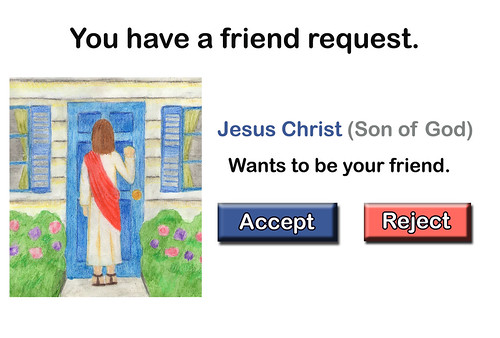 You have a friend request.
Jesus Christ (Son of God)
Wants to be your friend.
Accept
Reject